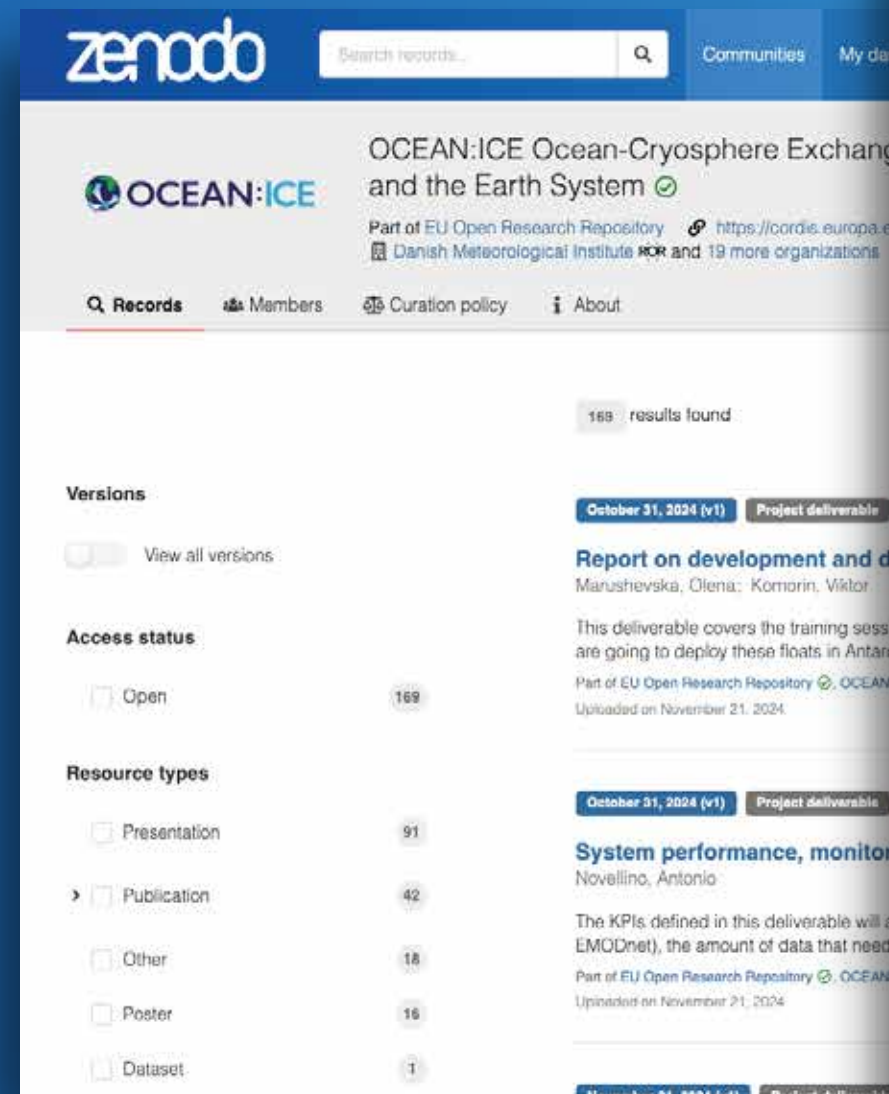 zenodo
Search records...
Communities
My da
OCEAN:ICE
OCEAN:ICE Ocean-Cryosphere Exchang
and the Earth System
Part of EU Open Research Repository https://cordis.europa.e
Danish Meteorological Institute ROR and 19 more organizations
Records
Members
Curation policy
About
169 results found
Versions
View all versions
Access status
Open 169
Resource types
Presentation 91
Publication 42
Other 18
Poster 16
Dataset 1
October 31, 2024 (v1) Project deliverable
Report on development and d
Marushevska, Olena; Komorin, Viktor
This deliverable covers the training sess
are going to deploy these floats in Antar
Part of EU Open Research Repository, OCEAN
Uploaded on November 21, 2024
October 31, 2024 (v1) Project deliverable
System performance, monitor
Novellino, Antonio
The KPIs defined in this deliverable will a
EMODnet), the amount of data that need
Part of EU Open Research Repository, OCEAN
Uploaded on November 21, 2024